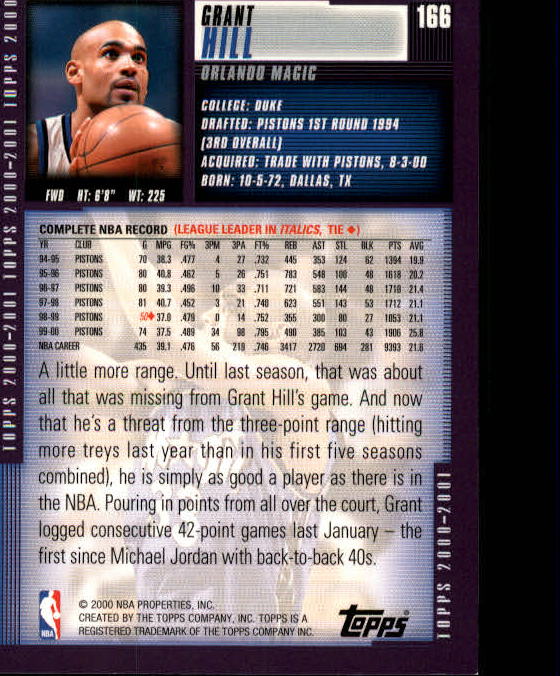 GRANT
HILL
166
ORLANDO MAGIC
COLLEGE: DUKE
DRAFTED: PISTONS 1ST ROUND 1994
(3RD OVERALL)
ACQUIRED: TRADE WITH PISTONS, 8-3-00
BORN: 10-5-72, DALLAS, TX
FWD HT: 6'8" WT: 225
COMPLETE NBA RECORD (LEAGUE LEADER IN ITALICS, TIE ◆)
YR CLUB G MPG FG% 3PM 3PA FT% REB AST STL BLK PTS AVG
94-95 PISTONS 70 38.3 .477 4 27 .732 445 353 124 62 1394 19.9
95-96 PISTONS 80 40.8 .462 5 26 .751 783 548 100 48 1618 20.2
96-97 PISTONS 80 39.3 .496 10 33 .711 721 583 144 48 1710 21.4
97-98 PISTONS 81 40.7 .452 3 21 .740 623 551 143 53 1712 21.1
98-99 PISTONS 50◆ 37.0 .479 0 14 .752 355 300 80 27 1053 21.1
99-00 PISTONS 74 37.5 .489 34 98 .795 490 385 103 43 1906 25.8
NBA CAREER 435 39.1 .476 56 219 .746 3417 2720 694 281 9393 21.6
A little more range. Until last season, that was about
all that was missing from Grant Hill's game. And now
that he's a threat from the three-point range (hitting
more treys last year than in his first five seasons
combined), he is simply as good a player as there is in
the NBA. Pouring in points from all over the court, Grant
logged consecutive 42-point games last January – the
first since Michael Jordan with back-to-back 40s.
NBA
© 2000 NBA PROPERTIES, INC.
CREATED BY THE TOPPS COMPANY, INC. TOPPS IS A
REGISTERED TRADEMARK OF THE TOPPS COMPANY INC.
Topps
TOPPS 2000-2001 TOPPS 2000-2001 TOPPS 2000
TOPPS 2000-2001